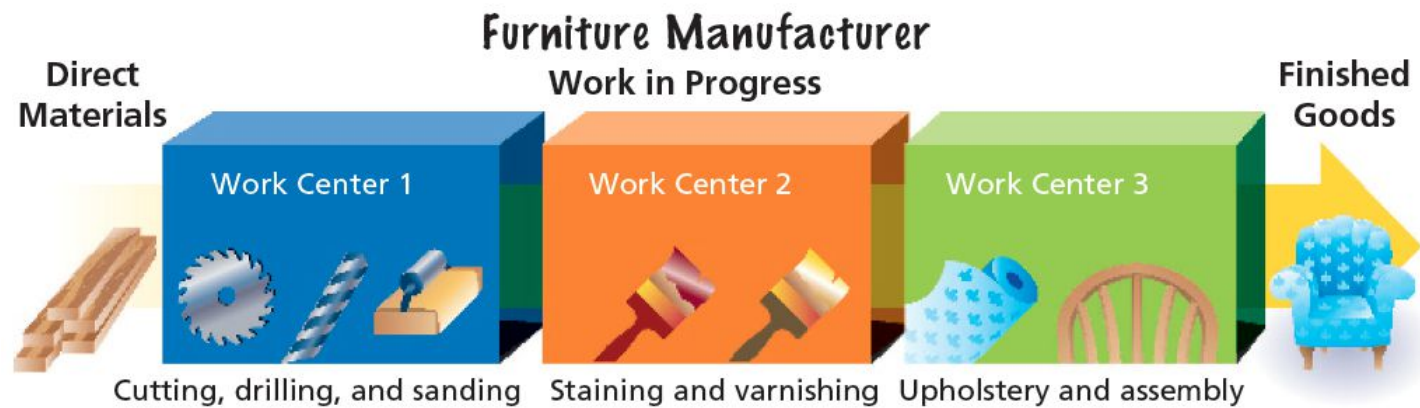 Furniture Manufacturer
Direct
Materials
Work in Progress
Finished
Goods
Work Center 1
Work Center 2
Work Center 3
Cutting, drilling, and sanding
Staining and varnishing
Upholstery and assembly